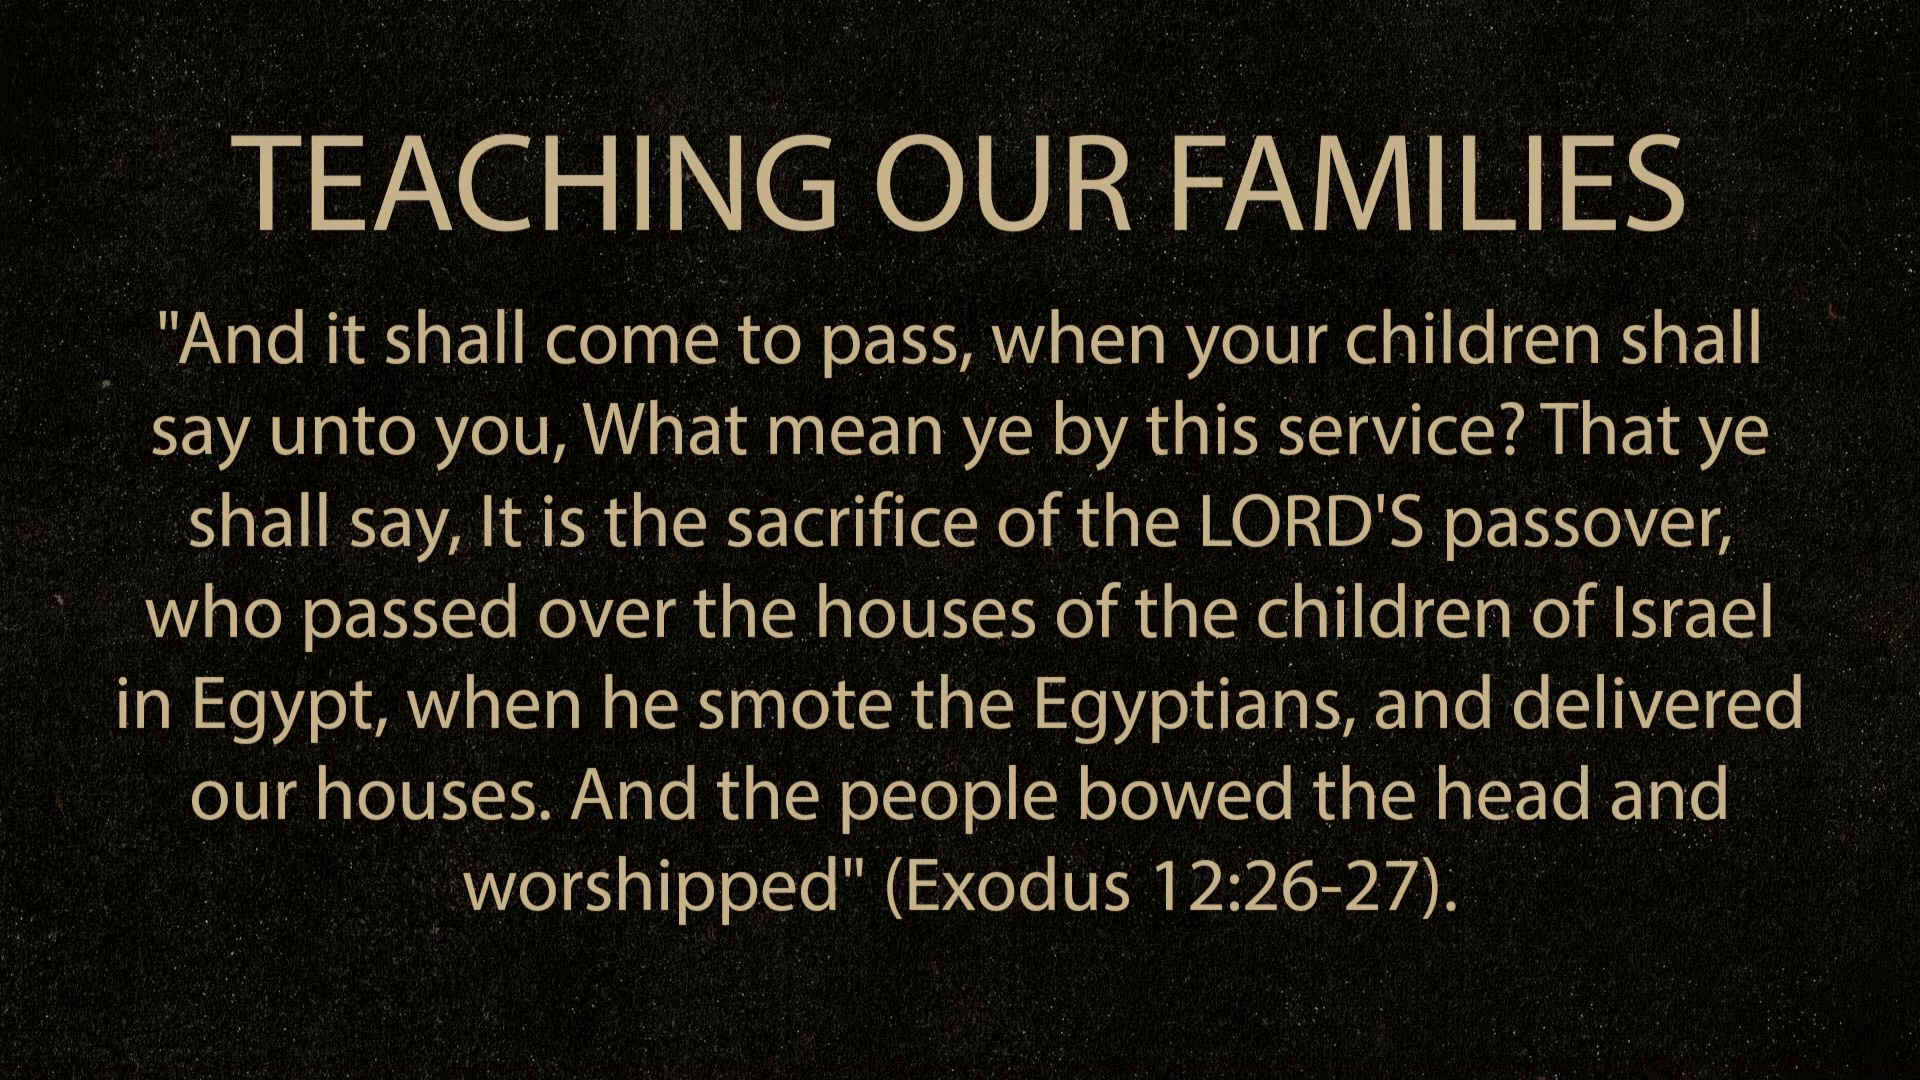 TEACHING OUR FAMILIES
"And it shall come to pass, when your children shall
say unto you, What mean ye by this service? That ye
shall say, It is the sacrifice of the LORD'S passover,
who passed over the houses of the children of Israel
in Egypt, when he smote the Egyptians, and delivered
our houses. And the people bowed the head and
worshipped" (Exodus 12:26-27).